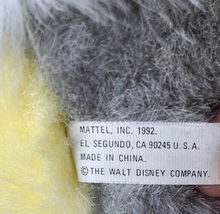 MATTEL, INC. 1992.
EL SEGUNDO, CA 90245 U.S.A.
MADE IN CHINA.
©THE WALT DISNEY COMPANY.